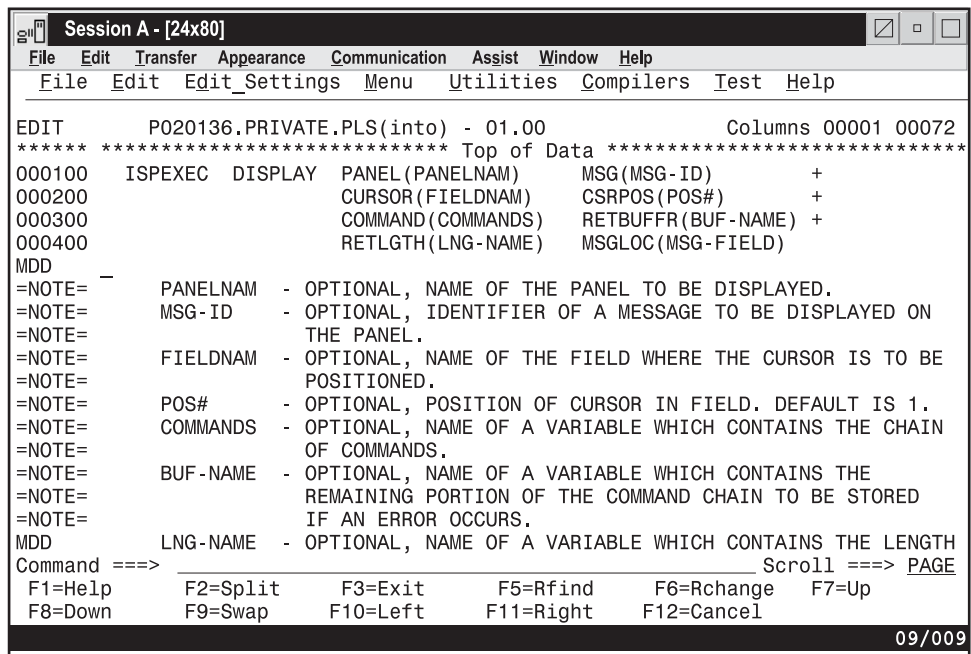 Session A - [24x80]
File Edit Transfer Appearance Communication Assist Window Help
File Edit Edit_Settings Menu Utilities Compilers Test Help
EDIT P020136.PRIVATE.PLS(into) - 01.00 Columns 00001 00072
****** ***************************** Top of Data ******************************
000100 ISPEXEC DISPLAY PANEL(PANELNAM) MSG(MSG-ID) +
000200 CURSOR(FIELDNAM) CSRPOS(POS#) +
000300 COMMAND(COMMANDS) RETBUFFR(BUF-NAME) +
000400 RETLGTH(LNG-NAME) MSGLOC(MSG-FIELD)
MDD _
=NOTE= PANELNAM - OPTIONAL, NAME OF THE PANEL TO BE DISPLAYED.
=NOTE= MSG-ID - OPTIONAL, IDENTIFIER OF A MESSAGE TO BE DISPLAYED ON
=NOTE= THE PANEL.
=NOTE= FIELDNAM - OPTIONAL, NAME OF THE FIELD WHERE THE CURSOR IS TO BE
=NOTE= POSITIONED.
=NOTE= POS# - OPTIONAL, POSITION OF CURSOR IN FIELD. DEFAULT IS 1.
=NOTE= COMMANDS - OPTIONAL, NAME OF A VARIABLE WHICH CONTAINS THE CHAIN
=NOTE= OF COMMANDS.
=NOTE= BUF-NAME - OPTIONAL, NAME OF A VARIABLE WHICH CONTAINS THE
=NOTE= REMAINING PORTION OF THE COMMAND CHAIN TO BE STORED
=NOTE= IF AN ERROR OCCURS.
MDD LNG-NAME - OPTIONAL, NAME OF A VARIABLE WHICH CONTAINS THE LENGTH
Command ===> Scroll ===> PAGE
F1=Help F2=Split F3=Exit F5=Rfind F6=Rchange F7=Up
F8=Down F9=Swap F10=Left F11=Right F12=Cancel
09/009